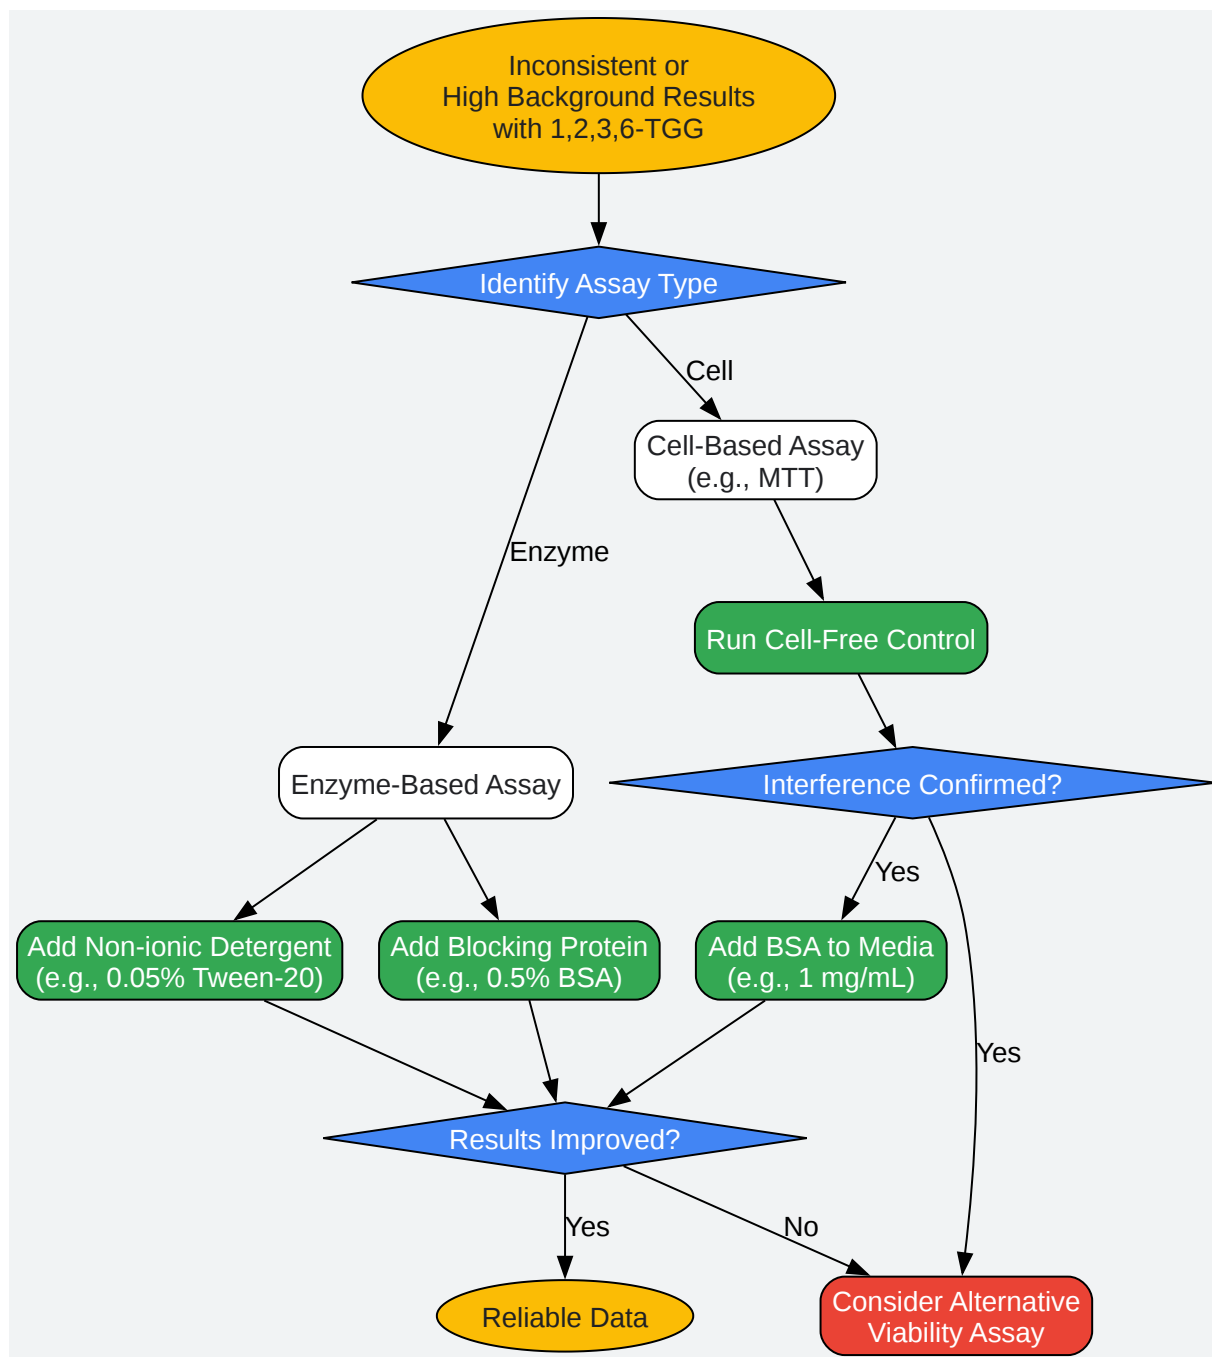 Inconsistent or
High Background Results
with 1,2,3,6-TGG
Identify Assay Type
Cell
Cell-Based Assay
(e.g., MTT)
Enzyme
Run Cell-Free Control
Enzyme-Based Assay
Interference Confirmed?
Yes
Add Non-ionic Detergent
(e.g., 0.05% Tween-20)
Add Blocking Protein
(e.g., 0.5% BSA)
Add BSA to Media
(e.g., 1 mg/mL)
Yes
Results Improved?
Yes
No
Reliable Data
Consider Alternative
Viability Assay